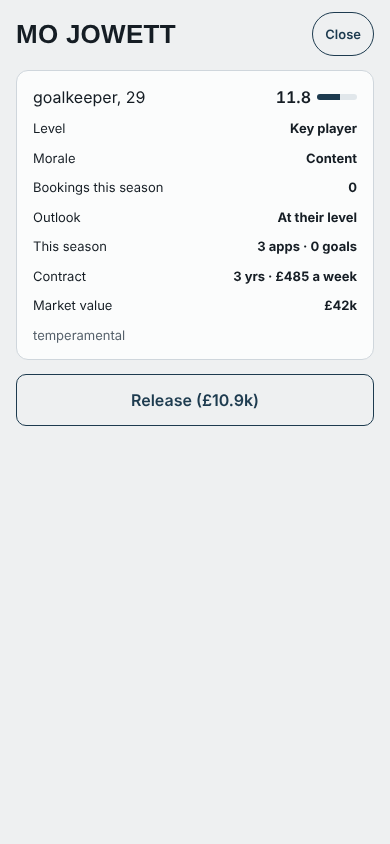 MO JOWETT
Close
goalkeeper, 29
11.8
Level
Key player
Morale
Content
Bookings this season
0
Outlook
At their level
This season
3 apps · 0 goals
Contract
3 yrs · £485 a week
Market value
£42k
temperamental
Release (£10.9k)